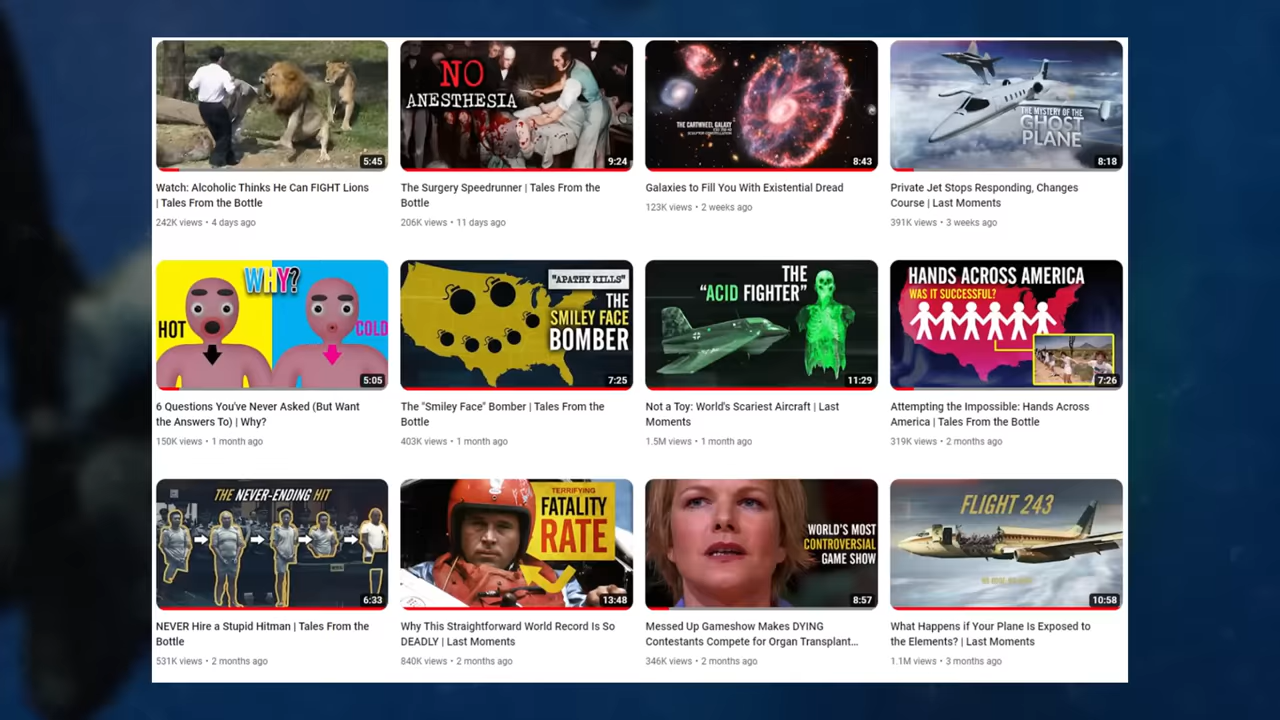 5:45
Watch: Alcoholic Thinks He Can FIGHT Lions
| Tales From the Bottle
242K views • 4 days ago
NO
ANESTHESIA
9:24
The Surgery Speedrunner | Tales From the
Bottle
206K views • 11 days ago
THE CARTWHEEL GALAXY
8:43
Galaxies to Fill You With Existential Dread
123K views • 2 weeks ago
THE MYSTERY OF THE
GHOST
PLANE
8:18
Private Jet Stops Responding, Changes
Course | Last Moments
391K views • 3 weeks ago
WHY?
HOT
COLD
5:05
6 Questions You've Never Asked (But Want
the Answers To) | Why?
150K views • 1 month ago
"APATHY KILLS"
THE
SMILEY FACE
BOMBER
7:25
The "Smiley Face" Bomber | Tales From the
Bottle
403K views • 1 month ago
THE
"ACID FIGHTER"
11:29
Not a Toy: World's Scariest Aircraft | Last
Moments
1.5M views • 1 month ago
HANDS ACROSS AMERICA
WAS IT SUCCESSFUL?
7:26
Attempting the Impossible: Hands Across
America | Tales From the Bottle
319K views • 2 months ago
THE NEVER-ENDING HIT
6:33
NEVER Hire a Stupid Hitman | Tales From the
Bottle
531K views • 2 months ago
TERRIFYING
FATALITY
RATE
13:48
Why This Straightforward World Record Is So
DEADLY | Last Moments
840K views • 2 months ago
WORLD'S MOST
CONTROVERSIAL
GAME SHOW
8:57
Messed Up Gameshow Makes DYING
Contestants Compete for Organ Transplant...
346K views • 2 months ago
FLIGHT 243
10:58
What Happens if Your Plane Is Exposed to
the Elements? | Last Moments
1.1M views • 3 months ago